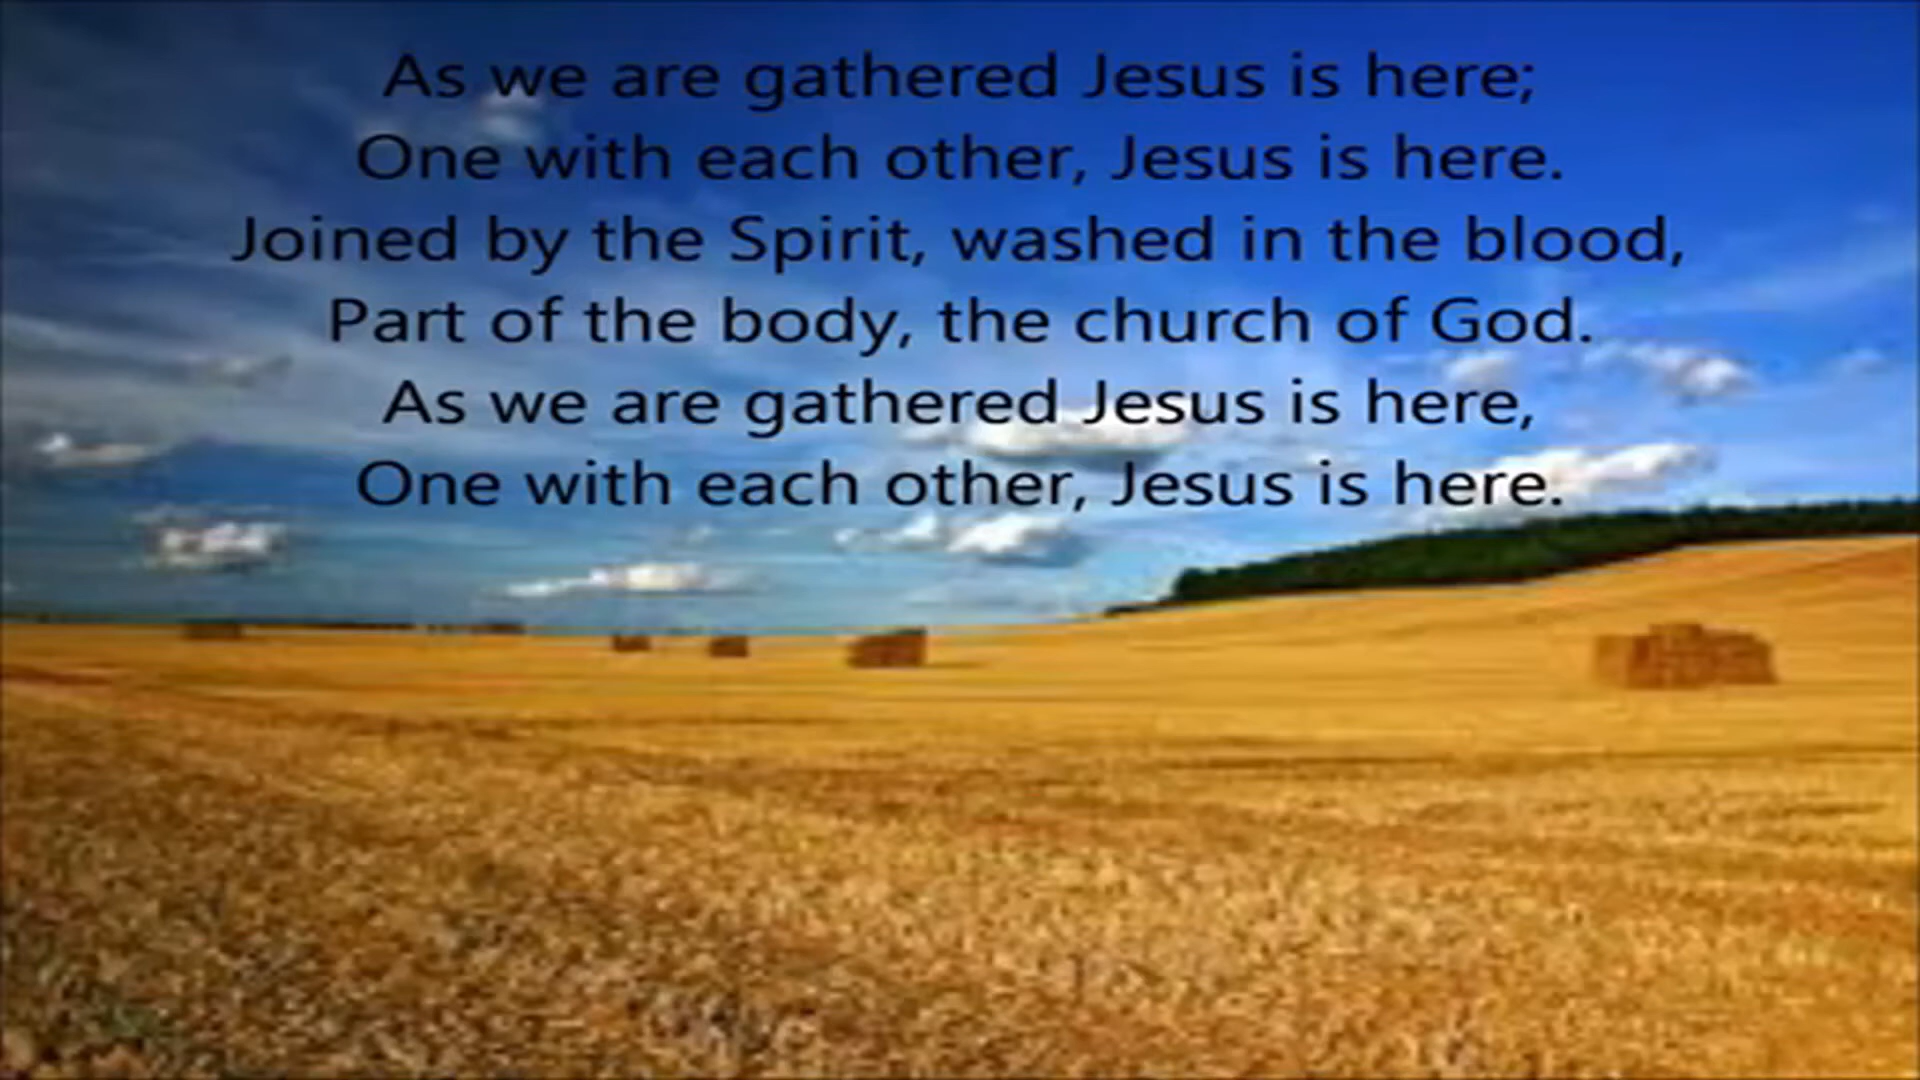 As we are gathered Jesus is here;
One with each other, Jesus is here.
Joined by the Spirit, washed in the blood,
Part of the body, the church of God.
As we are gathered Jesus is here,
One with each other, Jesus is here.